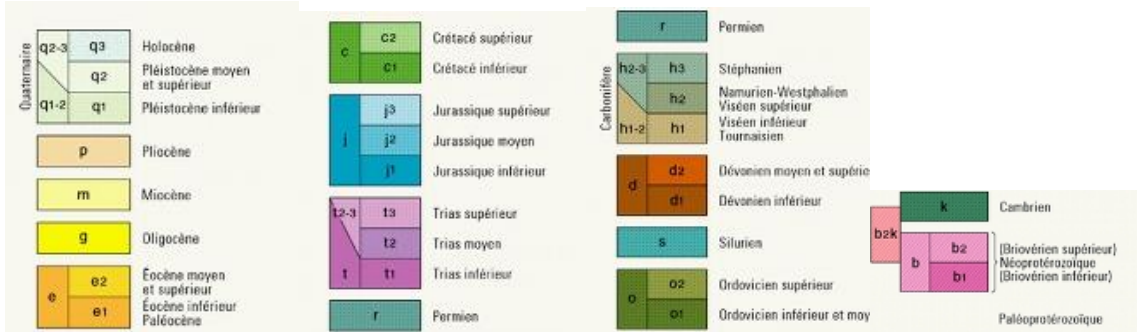 Quaternaire
q2-3
q3
Holocène
q2
Pléistocène moyen
et supérieur
q1-2
q1
Pléistocène inférieur
p
Pliocène
m
Miocène
g
Oligocène
e
e2
Éocène moyen
et supérieur
e1
Éocène inférieur
Paléocène
c
c2
Crétacé supérieur
c1
Crétacé inférieur
j
j3
Jurassique supérieur
j2
Jurassique moyen
j1
Jurassique inférieur
t2-3
t3
Trias supérieur
t2
Trias moyen
t
t1
Trias inférieur
r
Permien
r
Permien
Carbonifère
h2-3
h3
Stéphanien
h2
Namurien-Westphalien
Viséen supérieur
h1-2
h1
Viséen inférieur
Tournaisien
d
d2
Dévonien moyen et supérie
d1
Dévonien inférieur
s
Silurien
o
o2
Ordovicien supérieur
o1
Ordovicien inférieur et moy
b2k
k
Cambrien
b
b2
(Briovérien supérieur)
Néoprotérozoïque
b1
(Briovérien inférieur)
Paléoprotérozoïque